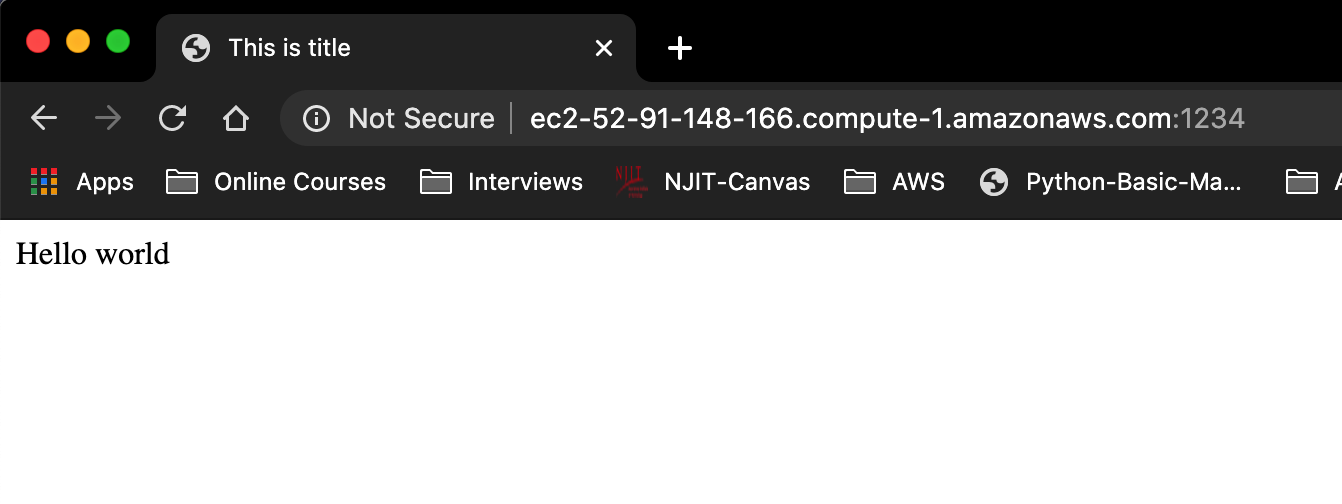 This is title
Not Secure ec2-52-91-148-166.compute-1.amazonaws.com:1234
Apps Online Courses Interviews NJIT NJIT-Canvas AWS Python-Basic-Ma...
Hello world